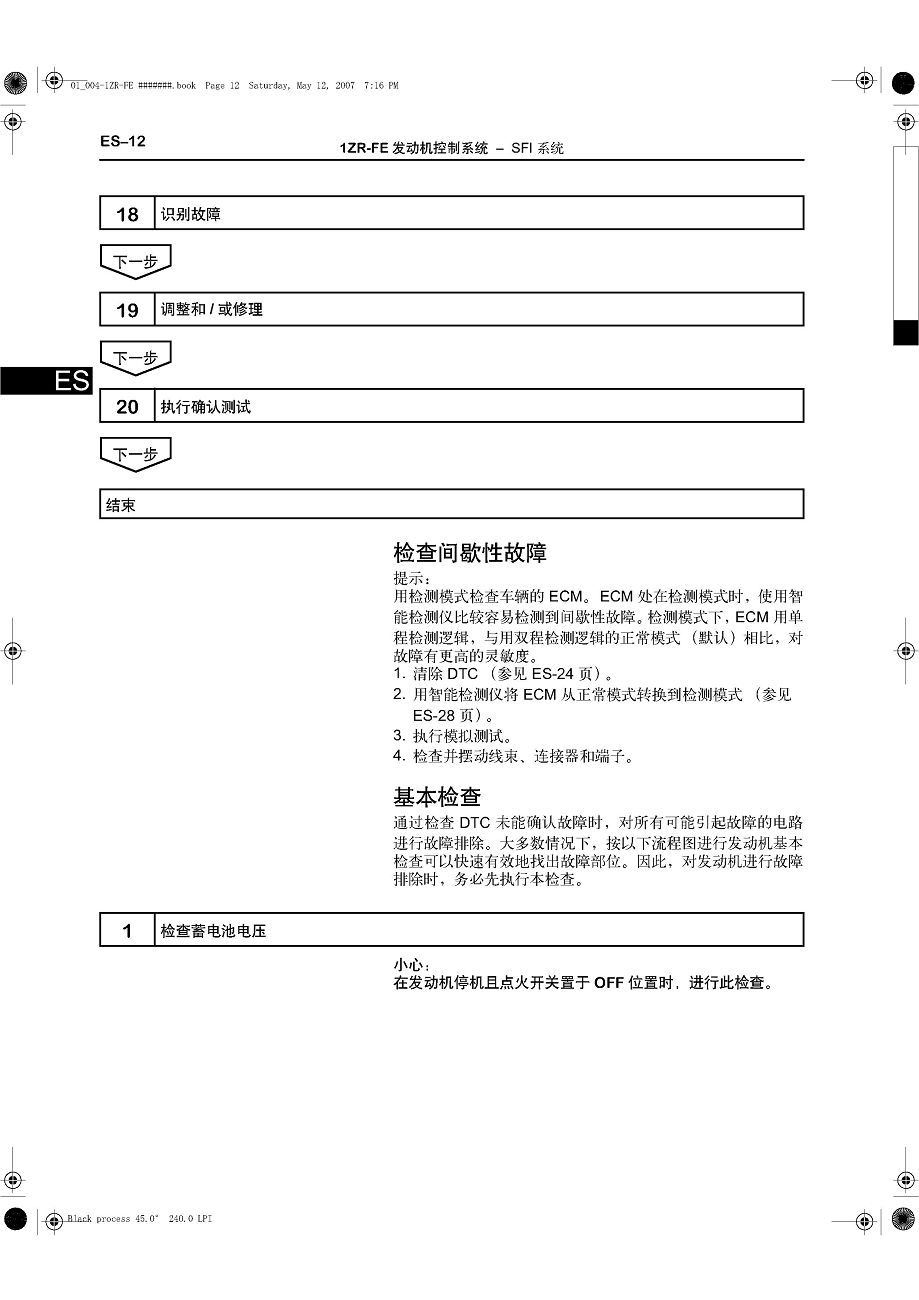 01_004-1ZR-FE #######.book Page 12 Saturday, May 12, 2007 7:16 PM
ES–12
1ZR-FE 发动机控制系统 – SFI 系统
18 识别故障
下一步
19 调整和 / 或修理
下一步
ES
20 执行确认测试
下一步
结束
检查间歇性故障
提示：
用检测模式检查车辆的 ECM。ECM 处在检测模式时，使用智
能检测仪比较容易检测到间歇性故障。检测模式下，ECM 用单
程检测逻辑，与用双程检测逻辑的正常模式（默认）相比，对
故障有更高的灵敏度。
1. 清除 DTC （参见 ES-24 页）。
2. 用智能检测仪将 ECM 从正常模式转换到检测模式 （参见
ES-28 页）。
3. 执行模拟测试。
4. 检查并摆动线束、连接器和端子。
基本检查
通过检查 DTC 未能确认故障时，对所有可能引起故障的电路
进行故障排除。大多数情况下，按以下流程图进行发动机基本
检查可以快速有效地找出故障部位。因此，对发动机进行故障
排除时，务必先执行本检查。
1 检查蓄电池电压
小心：
在发动机停机且点火开关置于 OFF 位置时，进行此检查。
Black process 45.0° 240.0 LPI